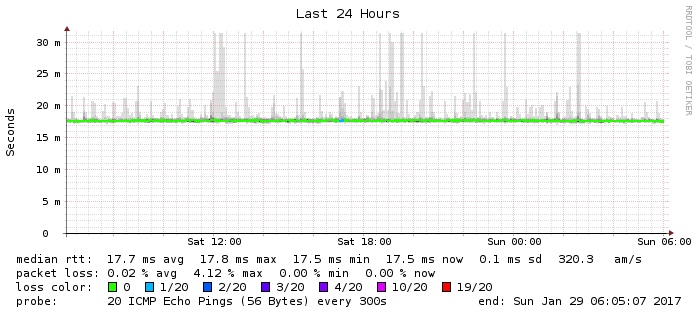 Last 24 Hours
RRDTOOL / TOBI OETIKER
Seconds
30 m
25 m
20 m
15 m
10 m
5 m
0
Sat 12:00 Sat 18:00 Sun 00:00 Sun 06:00
median rtt: 17.7 ms avg 17.8 ms max 17.5 ms min 17.5 ms now 0.1 ms sd 320.3 am/s
packet loss: 0.02 % avg 4.12 % max 0.00 % min 0.00 % now
loss color: 0 1/20 2/20 3/20 4/20 10/20 19/20
probe: 20 ICMP Echo Pings (56 Bytes) every 300s end: Sun Jan 29 06:05:07 2017